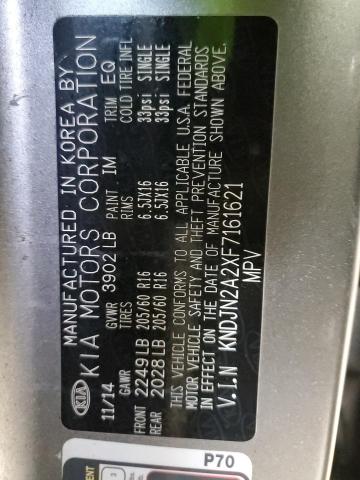 MANUFACTURED IN KOREA BY
KIA KIA MOTORS CORPORATION
11/14 GVWR 3902 LB PAINT IM TRIM EQ
GAWR TIRES RIMS COLD TIRE INFL
FRONT 2249 LB 205/60 R16 6.5JX16 33psi SINGLE
REAR 2028 LB 205/60 R16 6.5JX16 33psi SINGLE
THIS VEHICLE CONFORMS TO ALL APPLICABLE U.S.A. FEDERAL
MOTOR VEHICLE SAFETY AND THEFT PREVENTION STANDARDS
IN EFFECT ON THE DATE OF MANUFACTURE SHOWN ABOVE.
V.I.N KNDJN2A2XF7161621
MPV
P70